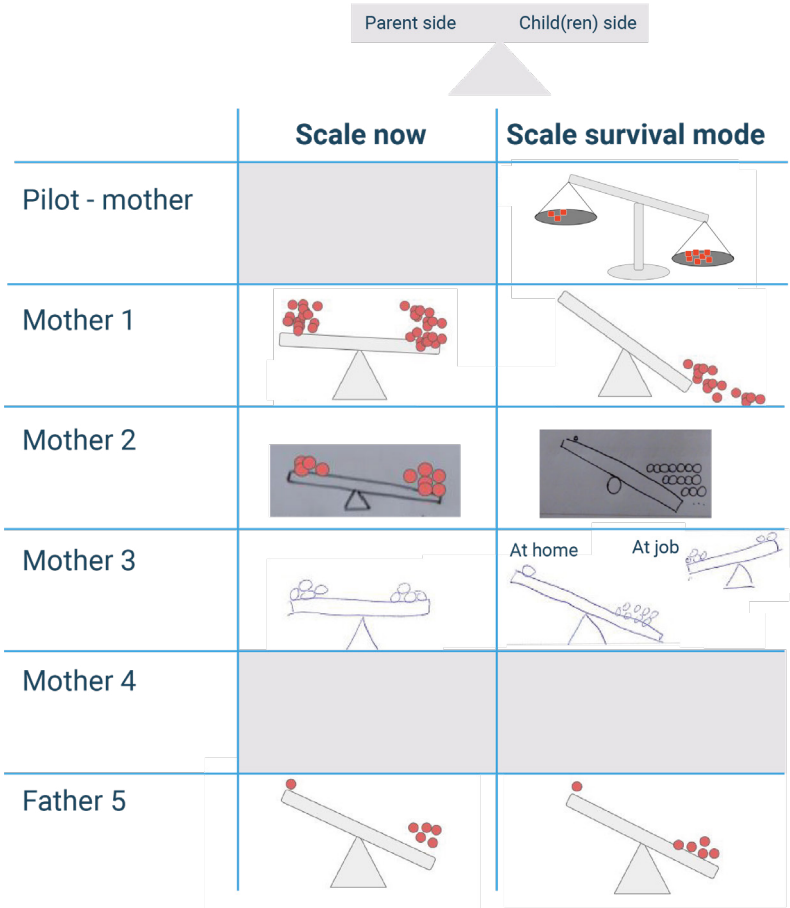 Parent side Child(ren) side
Scale now Scale survival mode
Pilot - mother
Mother 1
Mother 2
Mother 3 At home At job
Mother 4
Father 5